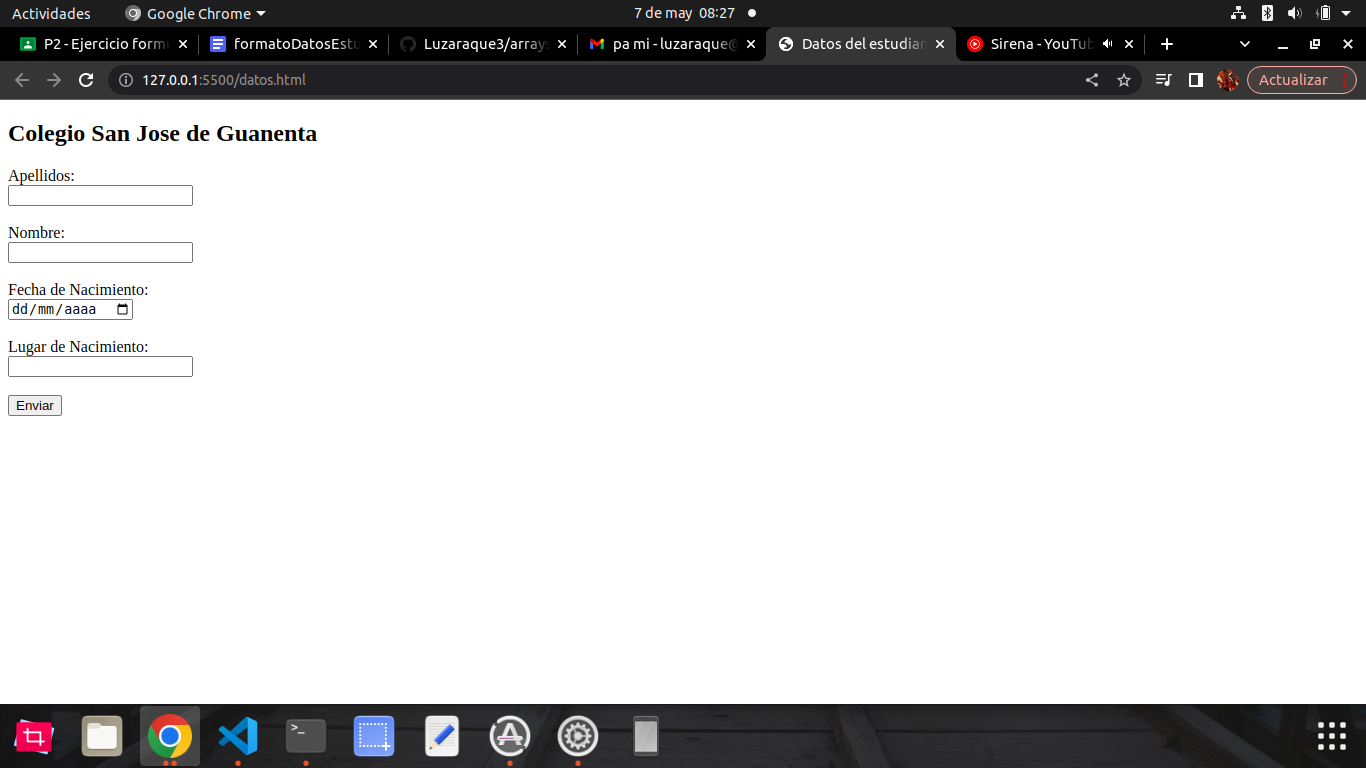 Actividades
Google Chrome
7 de may 08:27
P2 - Ejercicio form
formatoDatosEstu
Luzaraque3/array
pa mi - luzaraque@
Datos del estudian
Sirena - YouTub
127.0.0.1:5500/datos.html
Actualizar
Colegio San Jose de Guanenta
Apellidos:
Nombre:
Fecha de Nacimiento:
dd/mm/aaaa
Lugar de Nacimiento:
Enviar